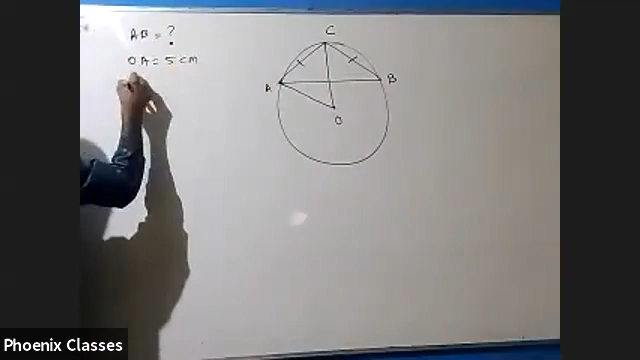 AB = ?
OA = 5 cm
C
A
B
O
Phoenix Classes